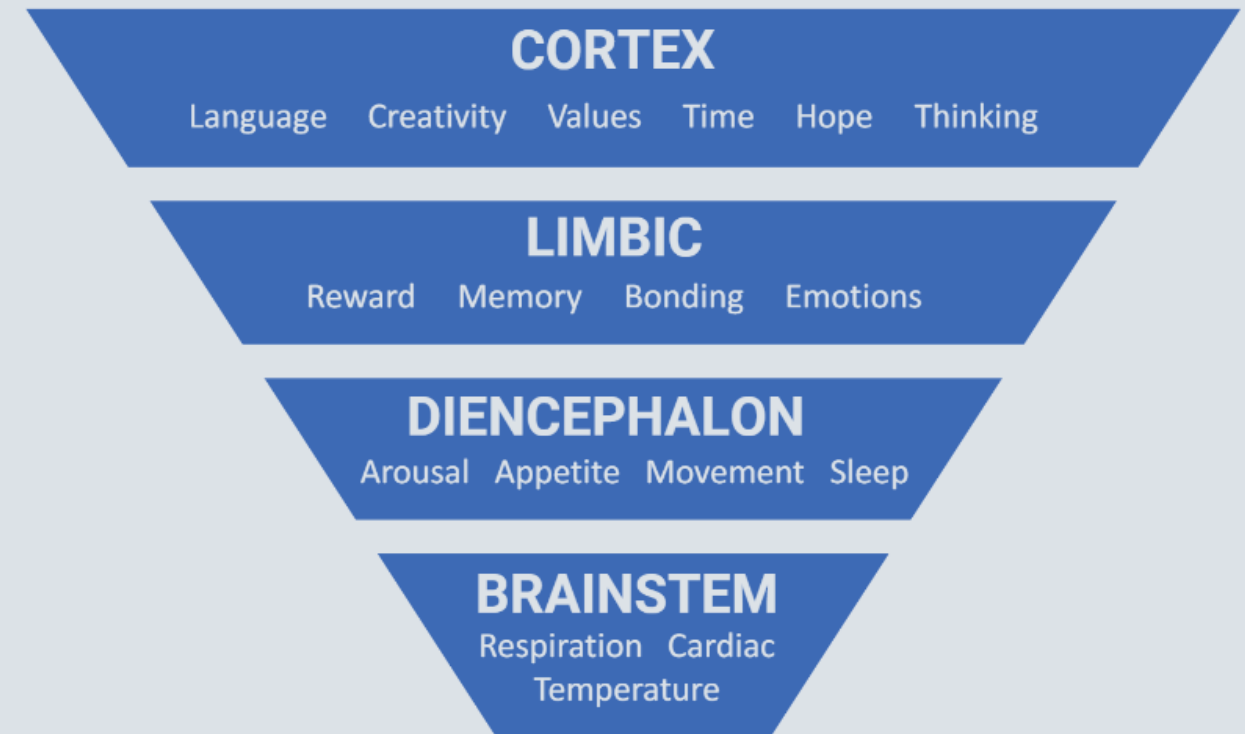 CORTEX
Language Creativity Values Time Hope Thinking
LIMBIC
Reward Memory Bonding Emotions
DIENCEPHALON
Arousal Appetite Movement Sleep
BRAINSTEM
Respiration Cardiac
Temperature